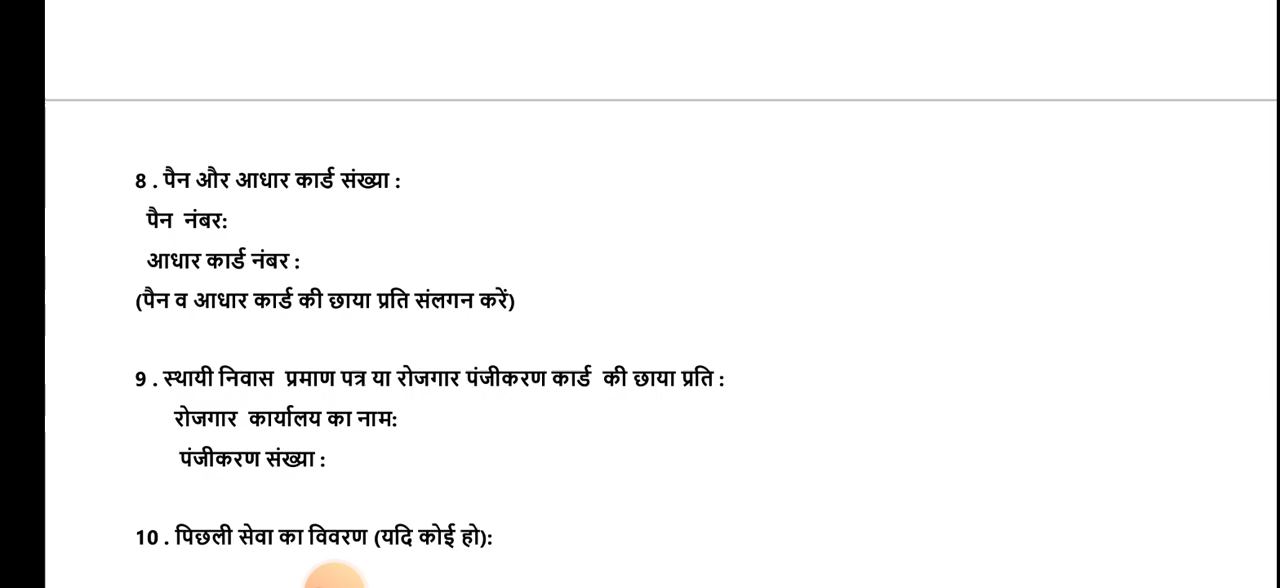 8 . पैन और आधार कार्ड संख्या :
पैन नंबर:
आधार कार्ड नंबर :
(पैन व आधार कार्ड की छाया प्रति संलगन करें)
9 . स्थायी निवास प्रमाण पत्र या रोजगार पंजीकरण कार्ड की छाया प्रति :
रोजगार कार्यालय का नाम:
पंजीकरण संख्या :
10 . पिछली सेवा का विवरण (यदि कोई हो):